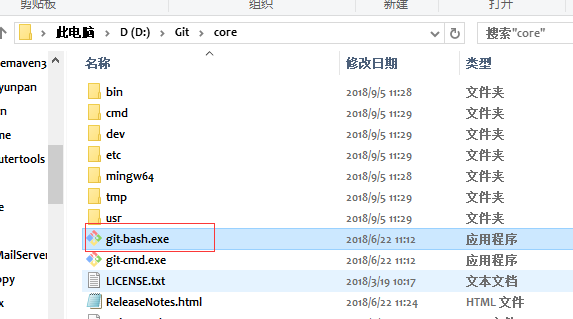 剪贴板 组织 新建 打开
此电脑 D (D:) Git core 搜索"core"
名称 修改日期 类型
emaven3
bin 2018/9/5 11:28 文件夹
yunpan
cmd 2018/9/5 11:29 文件夹
dev 2018/9/5 11:29 文件夹
etc 2018/9/5 11:29 文件夹
utertools
mingw64 2018/9/5 11:28 文件夹
tmp 2018/9/5 11:29 文件夹
usr 2018/9/5 11:29 文件夹
git-bash.exe 2018/6/22 11:12 应用程序
MailServer
git-cmd.exe 2018/6/22 11:12 应用程序
opy
LICENSE.txt 2018/3/19 10:17 文本文档
ReleaseNotes.html 2018/6/22 11:24 HTML 文件